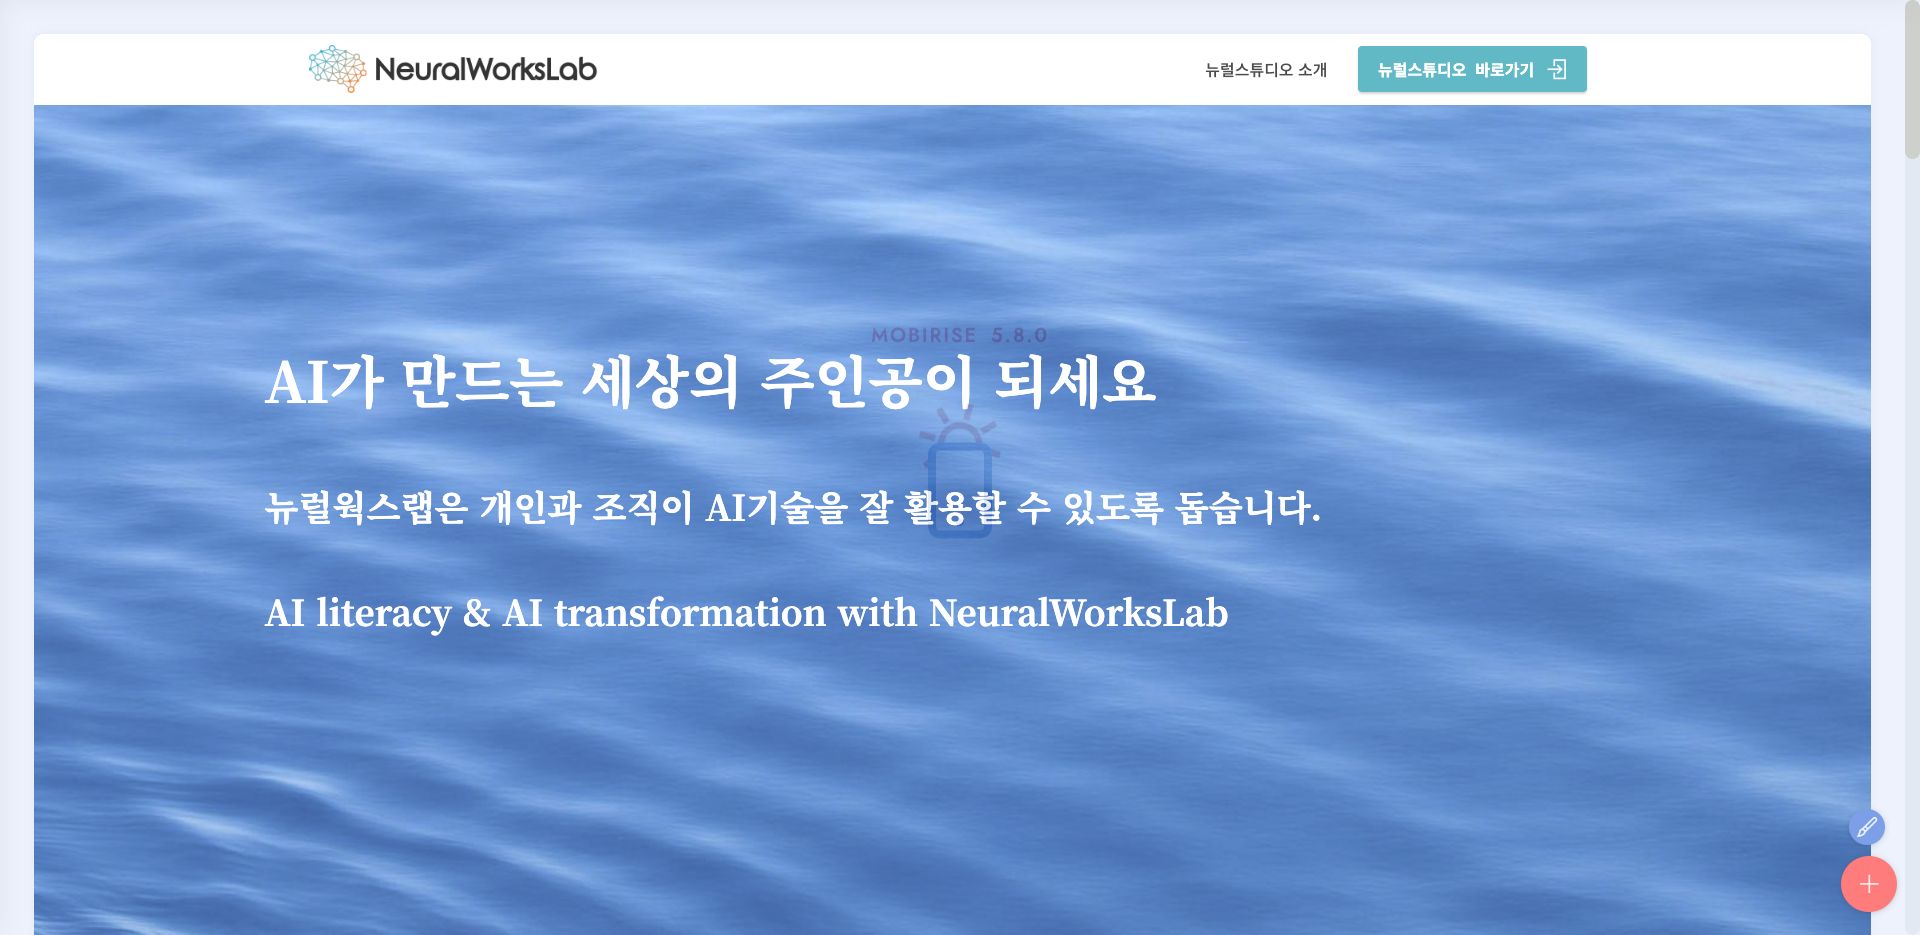 NeuralWorksLab
뉴럴스튜디오 소개
뉴럴스튜디오 바로가기
MOBIRISE 5.8.0
AI가 만드는 세상의 주인공이 되세요
뉴럴웍스랩은 개인과 조직이 AI기술을 잘 활용할 수 있도록 돕습니다.
AI literacy & AI transformation with NeuralWorksLab